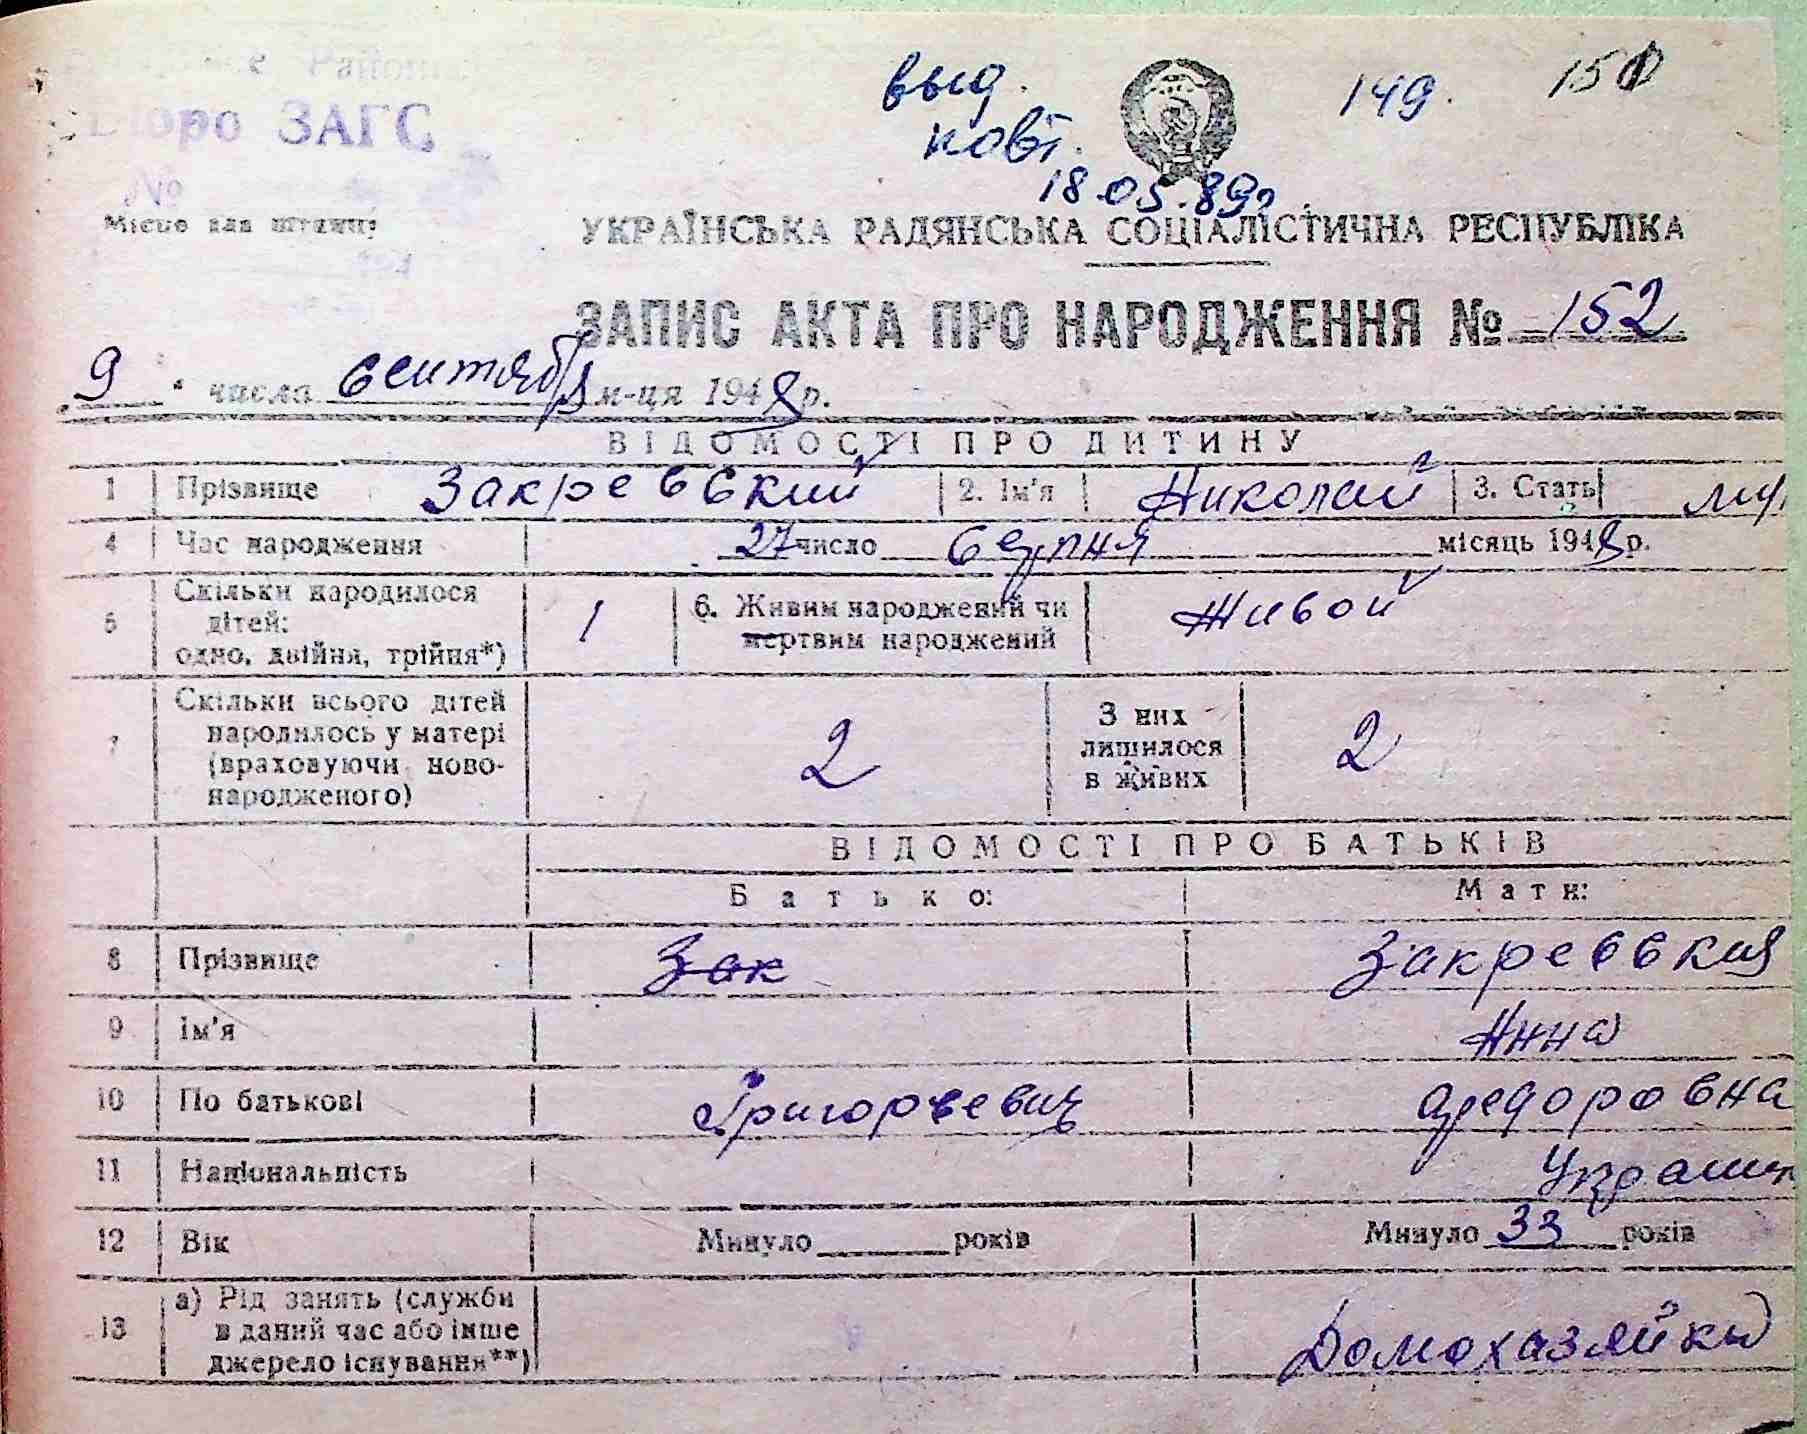 Бюро ЗАГС
№
выд.
повт.
18.05.89г
149.
150
Місце для штампу
УКРАЇНСЬКА РАДЯНСЬКА СОЦІАЛІСТИЧНА РЕСПУБЛІКА
ЗАПИС АКТА ПРО НАРОДЖЕННЯ № 152
9 числа сентября м-ця 1948 р.
ВІДОМОСТІ ПРО ДИТИНУ
1 Прізвище Закревский 2. Ім'я Николай 3. Стать муж
4 Час народження 27 число серпня місяць 1948 р.
5 Скільки народилося
дітей:
одно, двійня, трійня*)
1
6. Живим народжений чи
мертвим народжений
Живой
7 Скільки всього дітей
народилось у матері
(враховуючи ново-
народженого)
2
З них
лишилося
в живих
2
ВІДОМОСТІ ПРО БАТЬКІВ
Батько: Мати:
8 Прізвище Зак Закревская
9 Ім'я Анна
10 По батькові Григорьевич Федоровна
11 Національність Украин
12 Вік Минуло років Минуло 33 років
13 а) Рід занять (служби
в даний час або інше
джерело існування**)
Домохазяйка